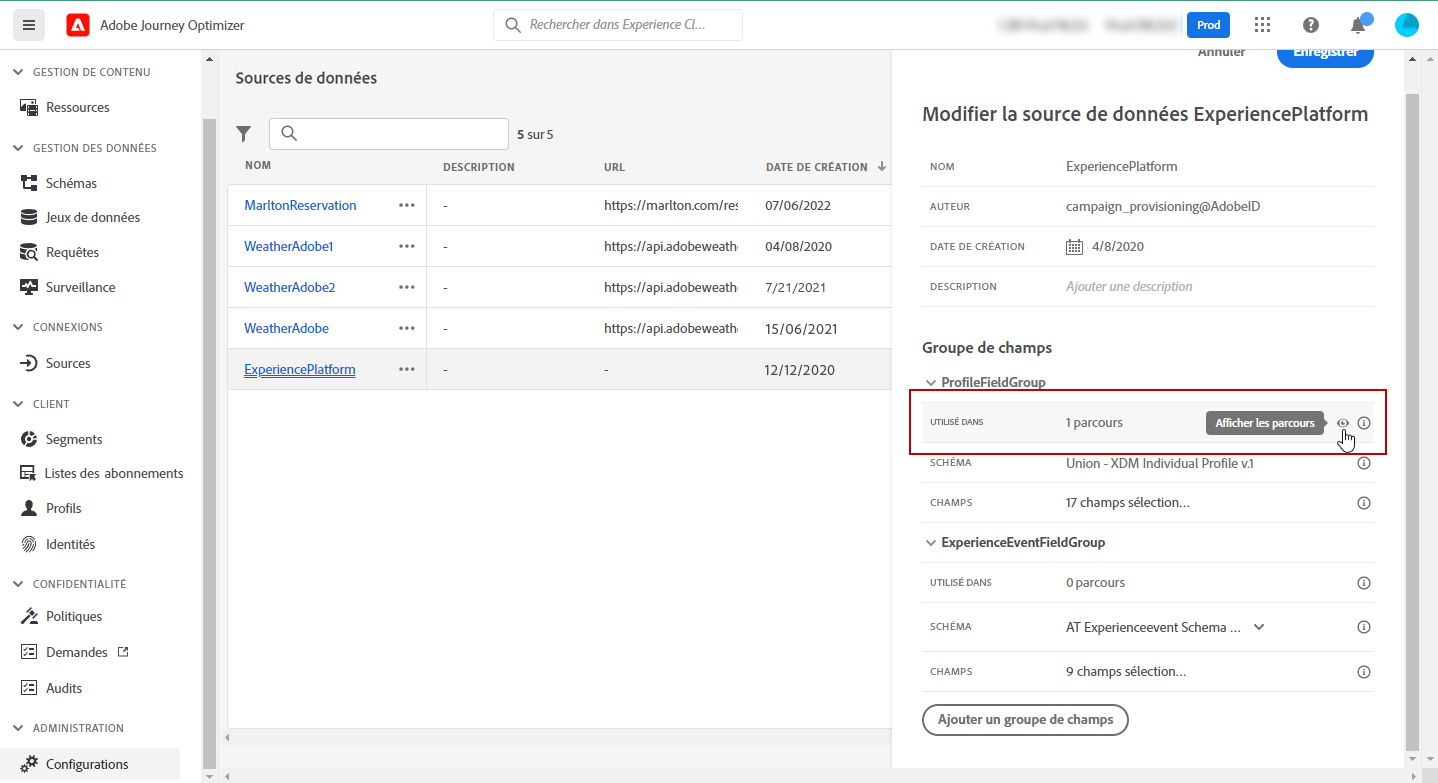 Adobe Journey Optimizer
Rechercher dans Experience Cl...
Prod
GESTION DE CONTENU
Ressources
GESTION DES DONNÉES
Schémas
Jeux de données
Requêtes
Surveillance
CONNEXIONS
Sources
CLIENT
Segments
Listes des abonnements
Profils
Identités
CONFIDENTIALITÉ
Politiques
Demandes
Audits
ADMINISTRATION
Configurations
Sources de données
5 sur 5
NOM DESCRIPTION URL DATE DE CRÉATION
MarltonReservation - https://marlton.com/res 07/06/2022
WeatherAdobe1 - https://api.adobeweath 04/08/2020
WeatherAdobe2 - https://api.adobeweath 7/21/2021
WeatherAdobe - https://api.adobeweath 15/06/2021
ExperiencePlatform - - 12/12/2020
Annuler Enregistrer
Modifier la source de données ExperiencePlatform
NOM ExperiencePlatform
AUTEUR campaign_provisioning@AdobeID
DATE DE CRÉATION 4/8/2020
DESCRIPTION Ajouter une description
Groupe de champs
ProfileFieldGroup
UTILISÉ DANS 1 parcours Afficher les parcours
SCHÉMA Union - XDM Individual Profile v.1
CHAMPS 17 champs sélection...
ExperienceEventFieldGroup
UTILISÉ DANS 0 parcours
SCHÉMA AT Experienceevent Schema ...
CHAMPS 9 champs sélection...
Ajouter un groupe de champs